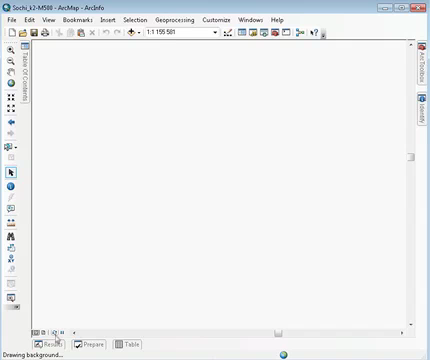 Sochi_k2-M500 - ArcMap - ArcInfo
File Edit View Bookmarks Insert Selection Geoprocessing Customize Windows Help
1:1 155 581
Table Of Contents
ArcToolbox
Identify
Results Prepare Table
Drawing background...